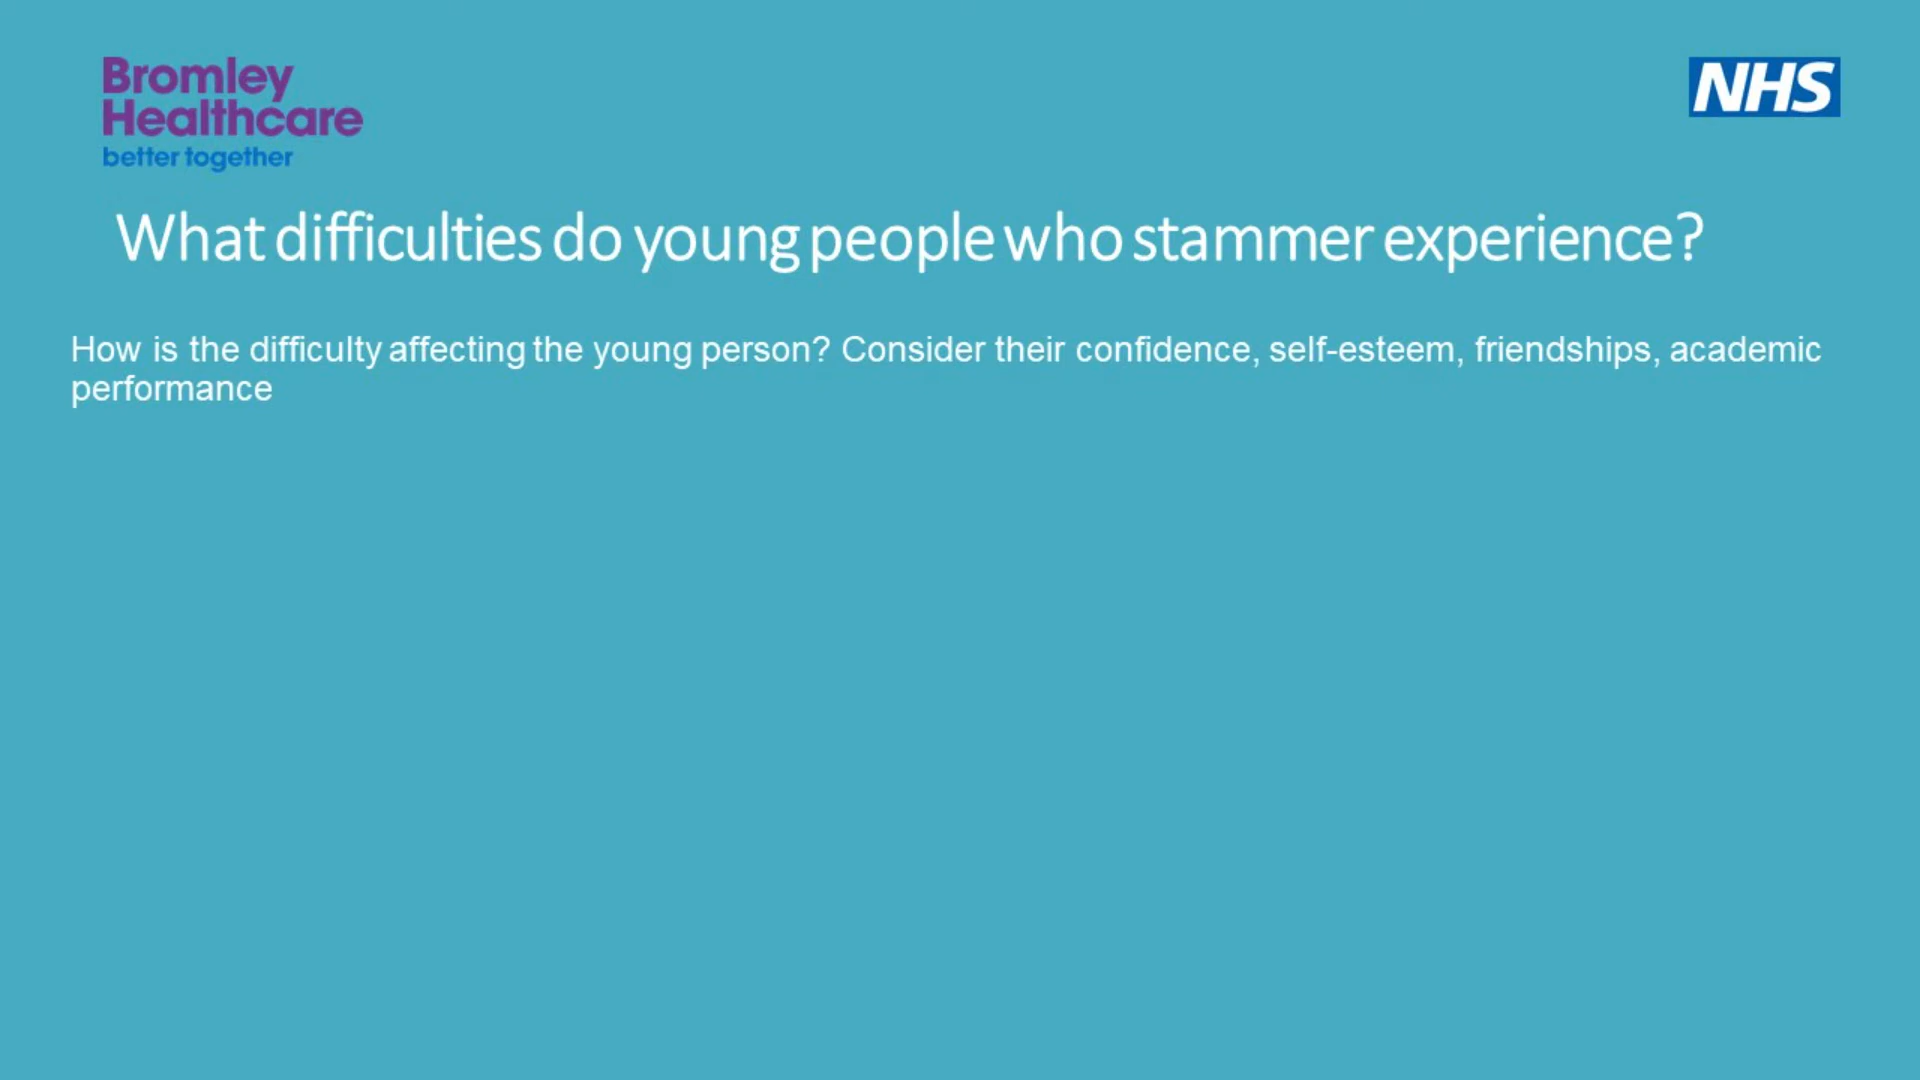 Bromley
Healthcare
better together
NHS
What difficulties do young people who stammer experience?
How is the difficulty affecting the young person? Consider their confidence, self-esteem, friendships, academic
performance